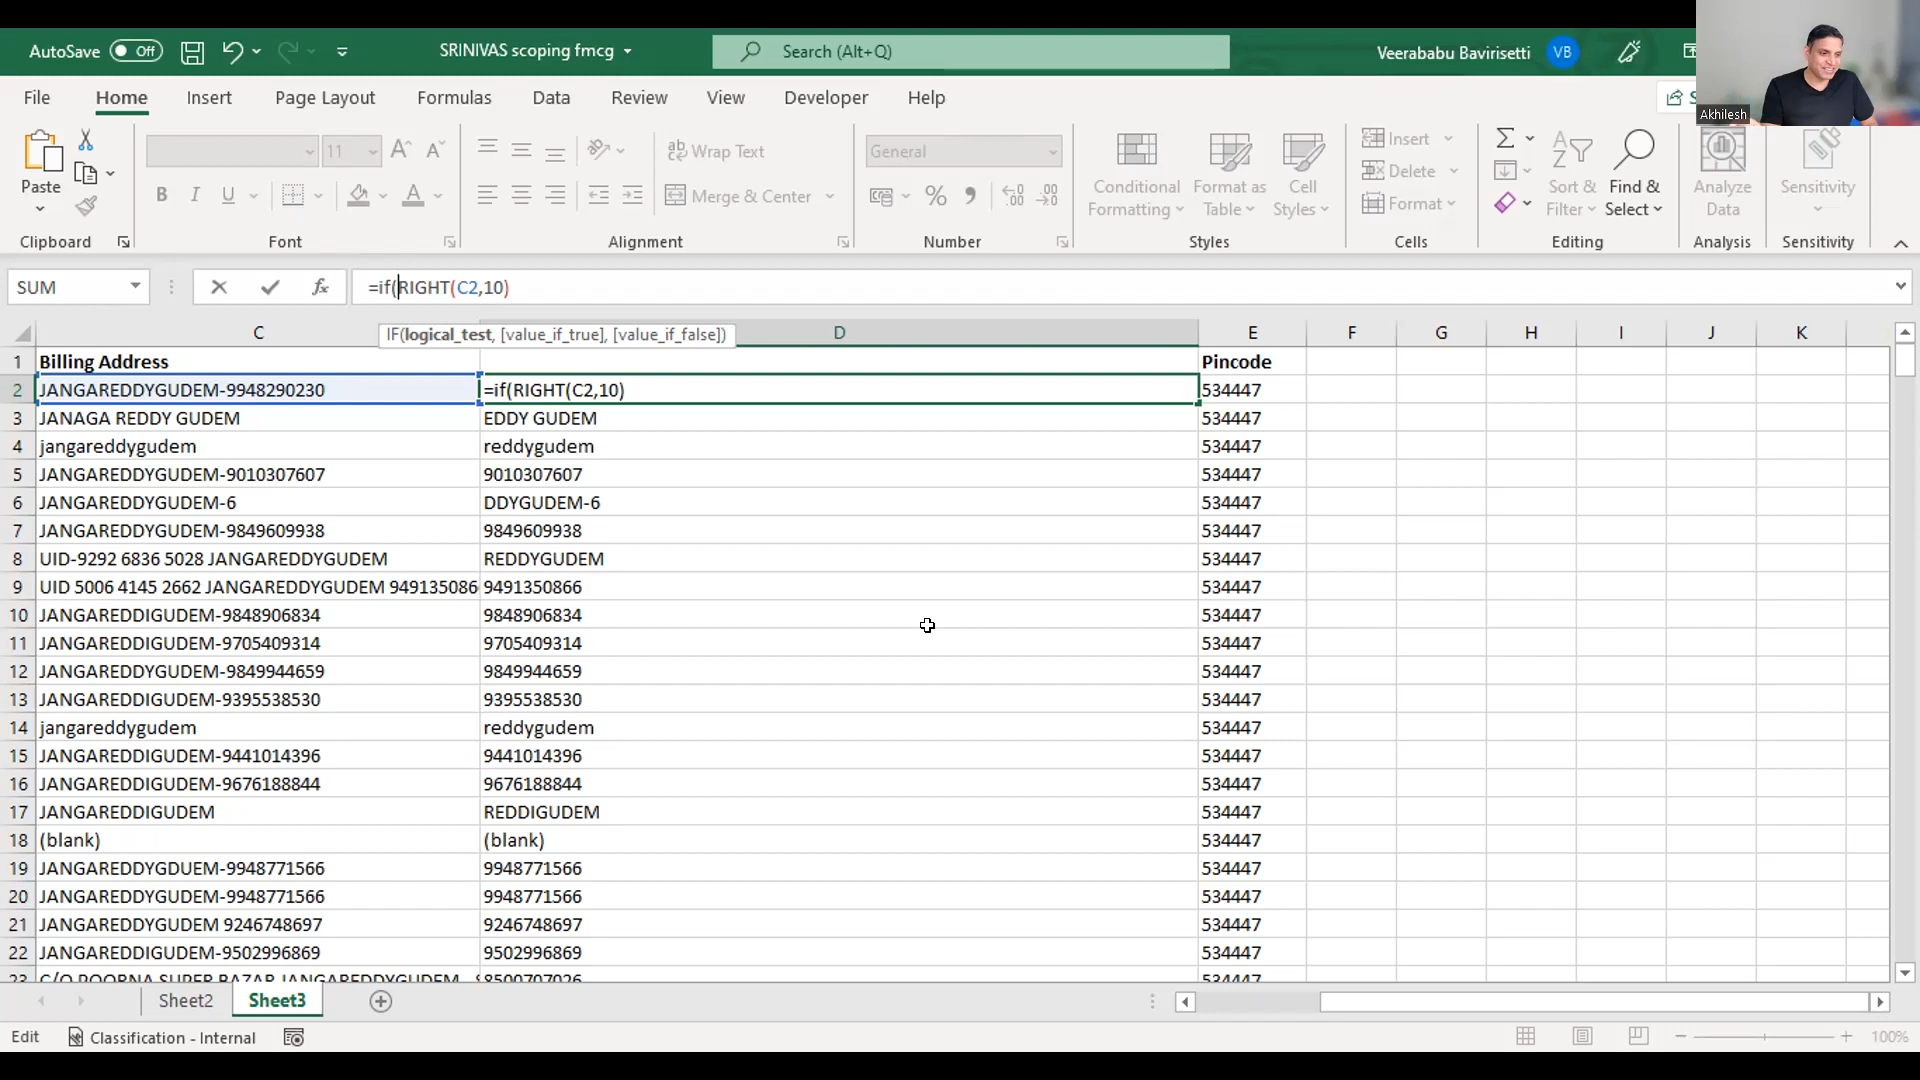 AutoSave Off SRINIVAS scoping fmcg Search (Alt+Q) Veerababu Bavirisetti VB
File Home Insert Page Layout Formulas Data Review View Developer Help S
Akhilesh
Paste
Clipboard
11
B I U
A
Font
ab Wrap Text
Merge & Center
Alignment
General
%
Number
Conditional Formatting
Format as Table
Cell Styles
Styles
Insert
Delete
Format
Cells
Sort & Filter
Find & Select
Editing
Analyze Data
Analysis
Sensitivity
Sensitivity
SUM fx =if(RIGHT(C2,10)
IF(logical_test, [value_if_true], [value_if_false])
C D E F G H I J K
1 Billing Address Pincode
2 JANGAREDDYGUDEM-9948290230 =if(RIGHT(C2,10) 534447
3 JANAGA REDDY GUDEM EDDY GUDEM 534447
4 jangareddygudem reddygudem 534447
5 JANGAREDDYGUDEM-9010307607 9010307607 534447
6 JANGAREDDYGUDEM-6 DDYGUDEM-6 534447
7 JANGAREDDYGUDEM-9849609938 9849609938 534447
8 UID-9292 6836 5028 JANGAREDDYGUDEM REDDYGUDEM 534447
9 UID 5006 4145 2662 JANGAREDDYGUDEM 949135086 9491350866 534447
10 JANGAREDDIGUDEM-9848906834 9848906834 534447
11 JANGAREDDIGUDEM-9705409314 9705409314 534447
12 JANGAREDDYGUDEM-9849944659 9849944659 534447
13 JANGAREDDIGUDEM-9395538530 9395538530 534447
14 jangareddygudem reddygudem 534447
15 JANGAREDDIGUDEM-9441014396 9441014396 534447
16 JANGAREDDIGUDEM-9676188844 9676188844 534447
17 JANGAREDDIGUDEM REDDIGUDEM 534447
18 (blank) (blank) 534447
19 JANGAREDDYGDUEM-9948771566 9948771566 534447
20 JANGAREDDYGUDEM-9948771566 9948771566 534447
21 JANGAREDDYGUDEM 9246748697 9246748697 534447
22 JANGAREDDIGUDEM-9502996869 9502996869 534447
23 C/O POORNA SUPER BAZAR JANGAREDDYGUDEM 8500707026 534447
Sheet2 Sheet3
Edit Classification - Internal 100%